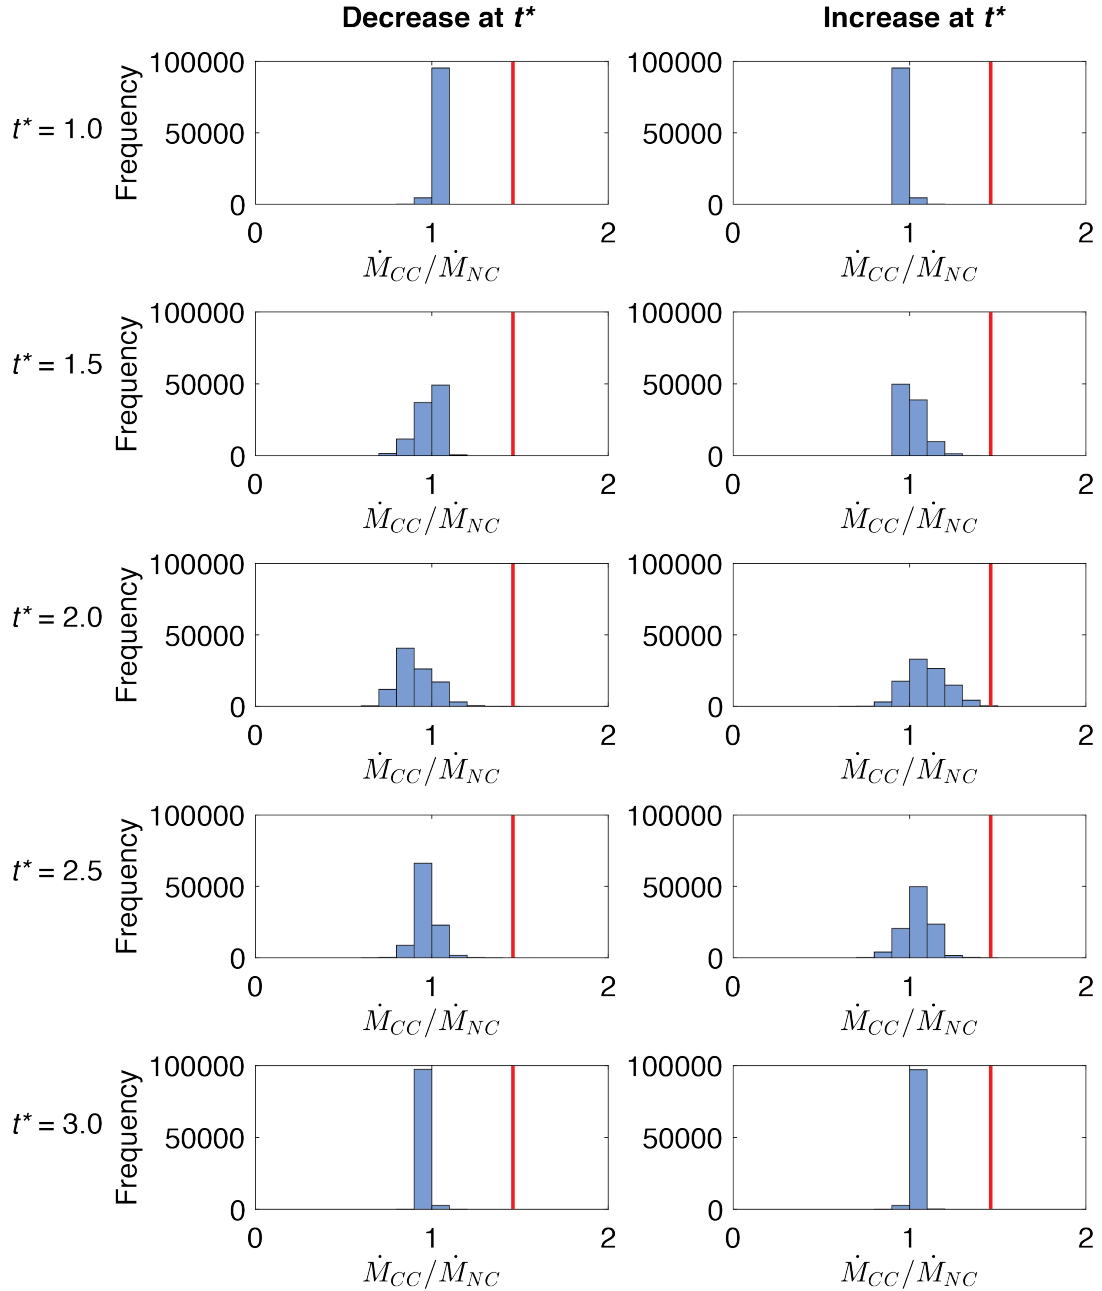 Decrease at t*
Increase at t*
t* = 1.0
Frequency
100000
50000
0
0 1 2
Ṁ_CC/Ṁ_NC
100000
50000
0
0 1 2
Ṁ_CC/Ṁ_NC
t* = 1.5
Frequency
100000
50000
0
0 1 2
Ṁ_CC/Ṁ_NC
100000
50000
0
0 1 2
Ṁ_CC/Ṁ_NC
t* = 2.0
Frequency
100000
50000
0
0 1 2
Ṁ_CC/Ṁ_NC
100000
50000
0
0 1 2
Ṁ_CC/Ṁ_NC
t* = 2.5
Frequency
100000
50000
0
0 1 2
Ṁ_CC/Ṁ_NC
100000
50000
0
0 1 2
Ṁ_CC/Ṁ_NC
t* = 3.0
Frequency
100000
50000
0
0 1 2
Ṁ_CC/Ṁ_NC
100000
50000
0
0 1 2
Ṁ_CC/Ṁ_NC